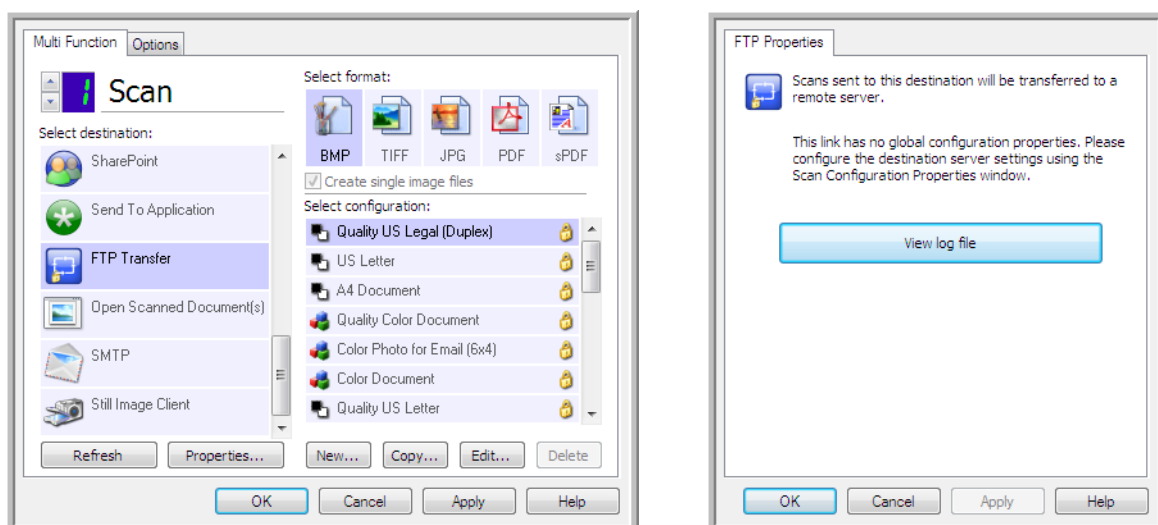 Multi Function
Options
1 Scan
Select destination:
SharePoint
Send To Application
FTP Transfer
Open Scanned Document(s)
SMTP
Still Image Client
Refresh
Properties...
Select format:
BMP
TIFF
JPG
PDF
sPDF
Create single image files
Select configuration:
Quality US Legal (Duplex)
US Letter
A4 Document
Quality Color Document
Color Photo for Email (6x4)
Color Document
Quality US Letter
New...
Copy...
Edit...
Delete
OK
Cancel
Apply
Help
FTP Properties
Scans sent to this destination will be transferred to a
remote server.
This link has no global configuration properties. Please
configure the destination server settings using the
Scan Configuration Properties window.
View log file
OK
Cancel
Apply
Help